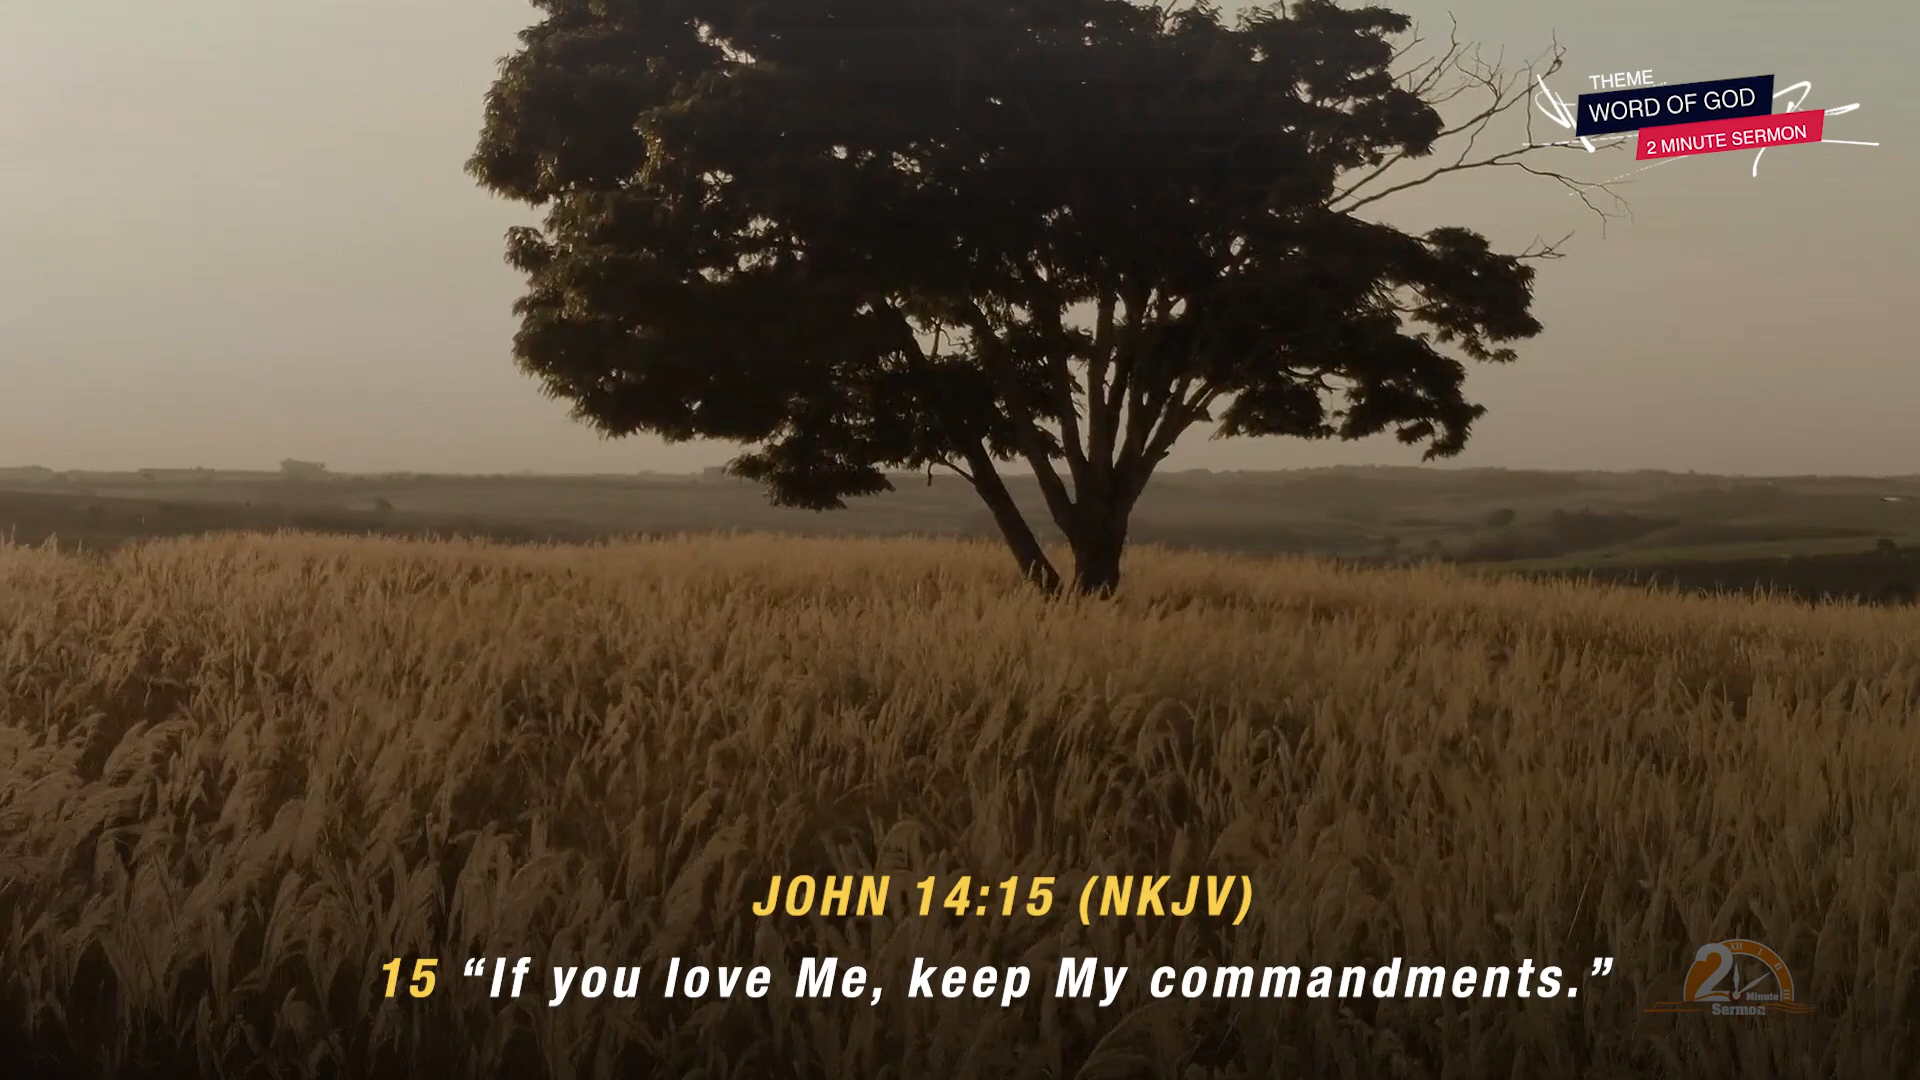 THEME...
WORD OF GOD
2 MINUTE SERMON
JOHN 14:15 (NKJV)
15 “If you love Me, keep My commandments.”
2 Minute
Sermon